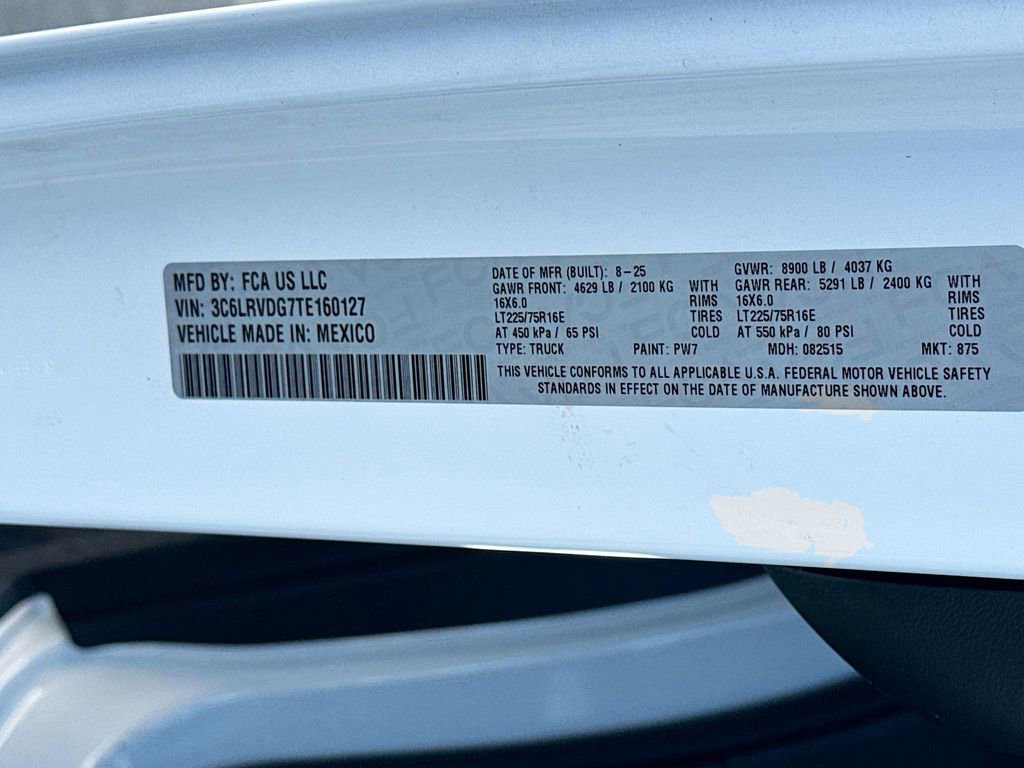 MFD BY: FCA US LLC
VIN: 3C6LRVDG7TE160127
VEHICLE MADE IN: MEXICO
DATE OF MFR (BUILT): 8-25
GAWR FRONT: 4629 LB / 2100 KG WITH
16X6.0 RIMS
LT225/75R16E TIRES
AT 450 kPa / 65 PSI COLD
TYPE: TRUCK PAINT: PW7
GVWR: 8900 LB / 4037 KG
GAWR REAR: 5291 LB / 2400 KG WITH
16X6.0 RIMS
LT225/75R16E TIRES
AT 550 kPa / 80 PSI COLD
MDH: 082515 MKT: 875
THIS VEHICLE CONFORMS TO ALL APPLICABLE U.S.A. FEDERAL MOTOR VEHICLE SAFETY
STANDARDS IN EFFECT ON THE DATE OF MANUFACTURE SHOWN ABOVE.